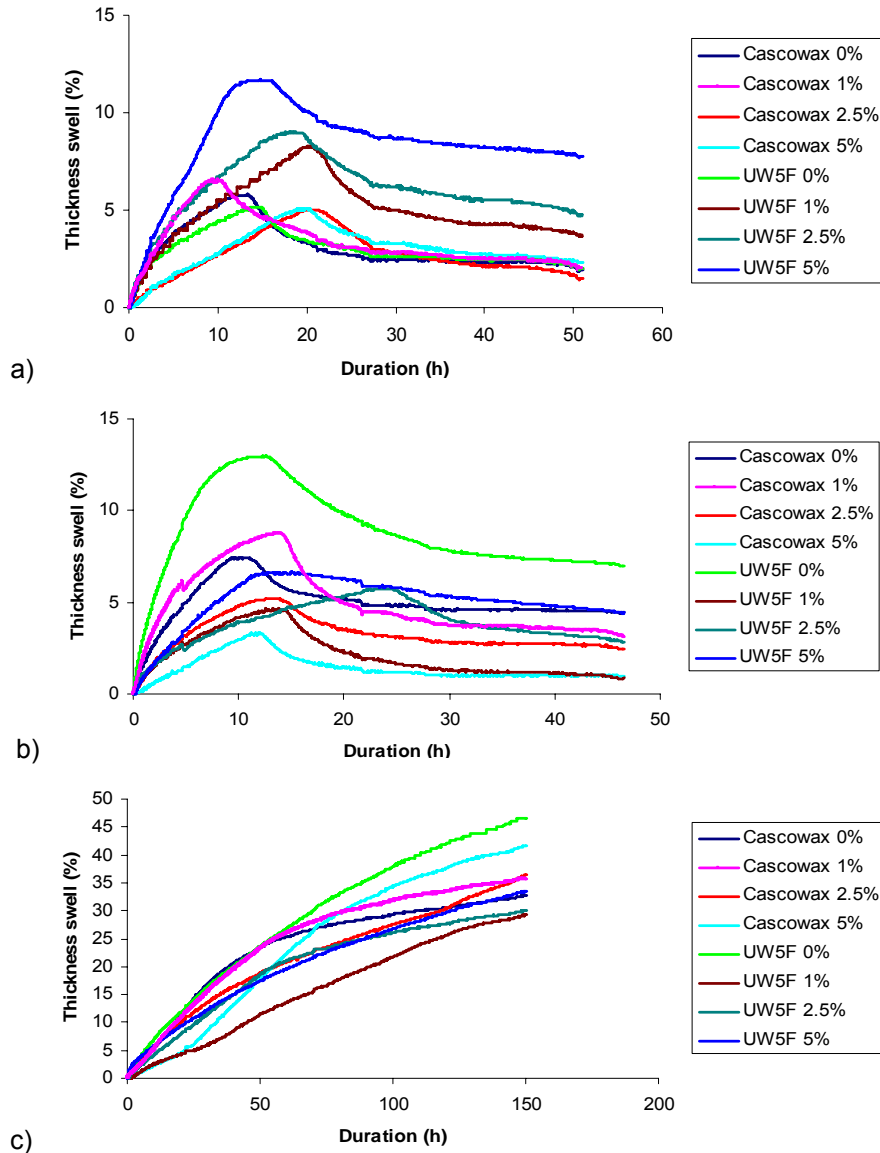 15
10
5
0
Thickness swell (%)
0 10 20 30 40 50 60
Duration (h)
Cascowax 0%
Cascowax 1%
Cascowax 2.5%
Cascowax 5%
UW5F 0%
UW5F 1%
UW5F 2.5%
UW5F 5%
a)
15
10
5
0
Thickness swell (%)
0 10 20 30 40 50
Duration (h)
Cascowax 0%
Cascowax 1%
Cascowax 2.5%
Cascowax 5%
UW5F 0%
UW5F 1%
UW5F 2.5%
UW5F 5%
b)
50
45
40
35
30
25
20
15
10
5
0
Thickness swell (%)
0 50 100 150 200
Duration (h)
Cascowax 0%
Cascowax 1%
Cascowax 2.5%
Cascowax 5%
UW5F 0%
UW5F 1%
UW5F 2.5%
UW5F 5%
c)